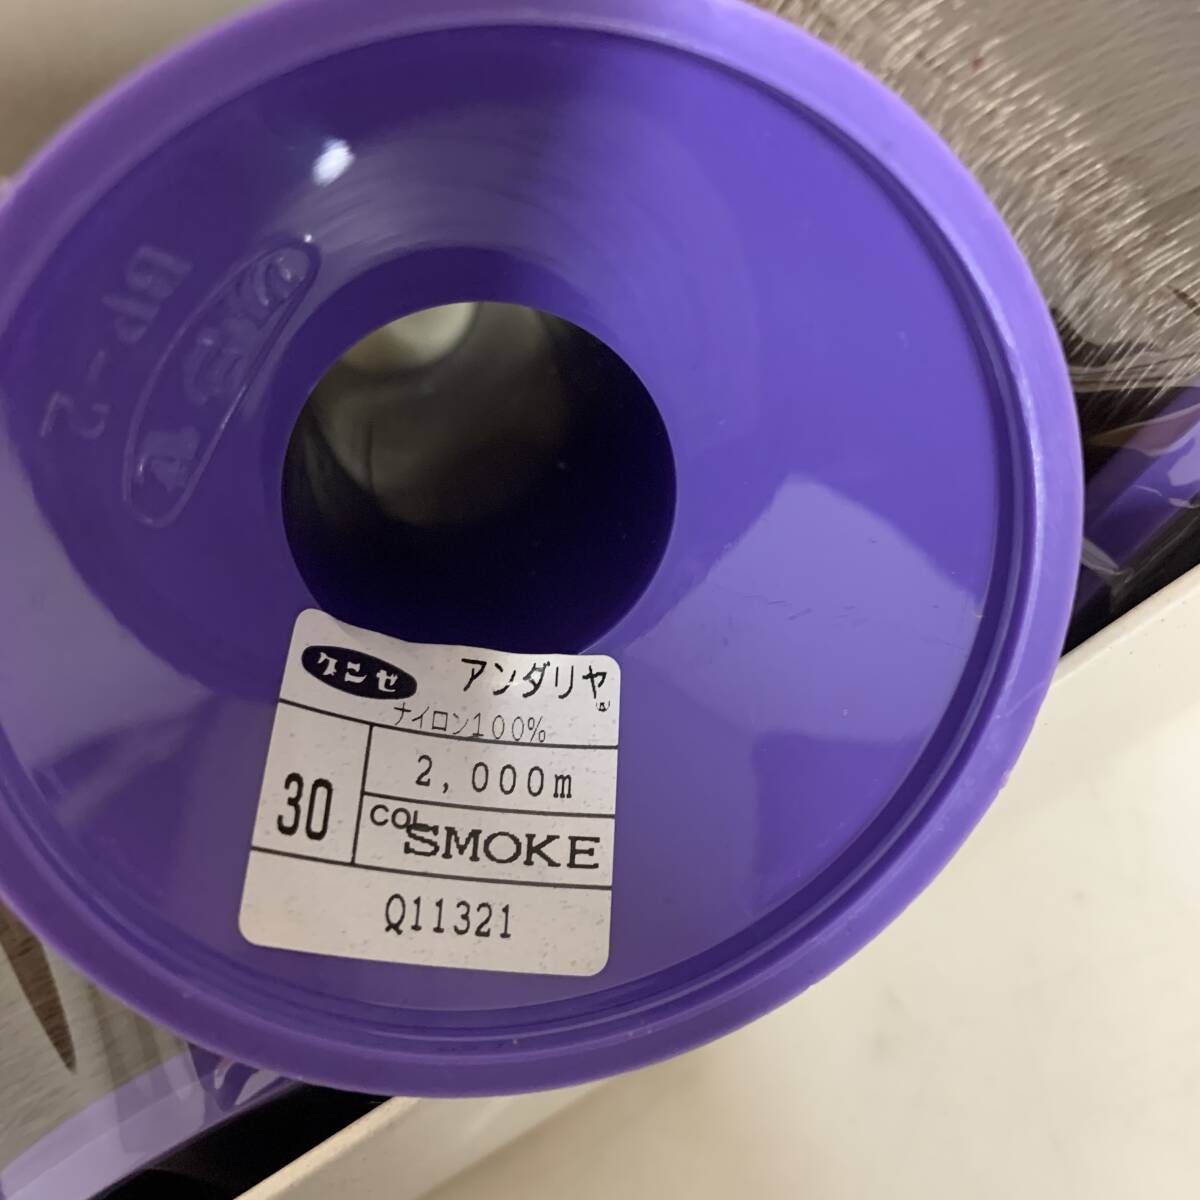 グンゼ アンダリヤ
ナイロン100%
30
2,000m
COL. SMOKE
Q11321
BP-2